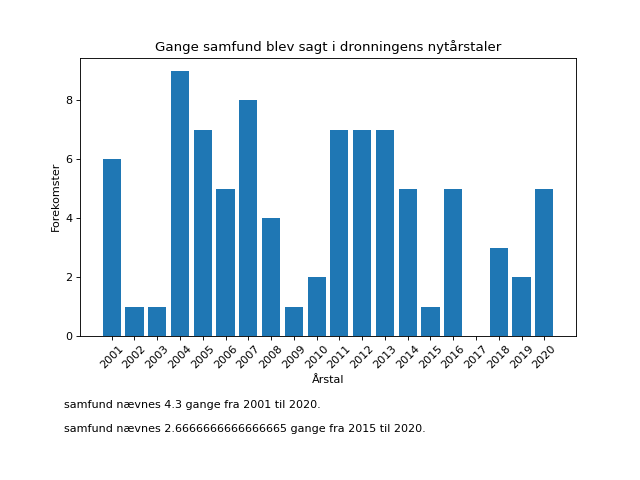 Gange samfund blev sagt i dronningens nytårstaler
Forekomster
8
6
4
2
0
2001 2002 2003 2004 2005 2006 2007 2008 2009 2010 2011 2012 2013 2014 2015 2016 2017 2018 2019 2020
Årstal
samfund nævnes 4.3 gange fra 2001 til 2020.
samfund nævnes 2.6666666666666665 gange fra 2015 til 2020.